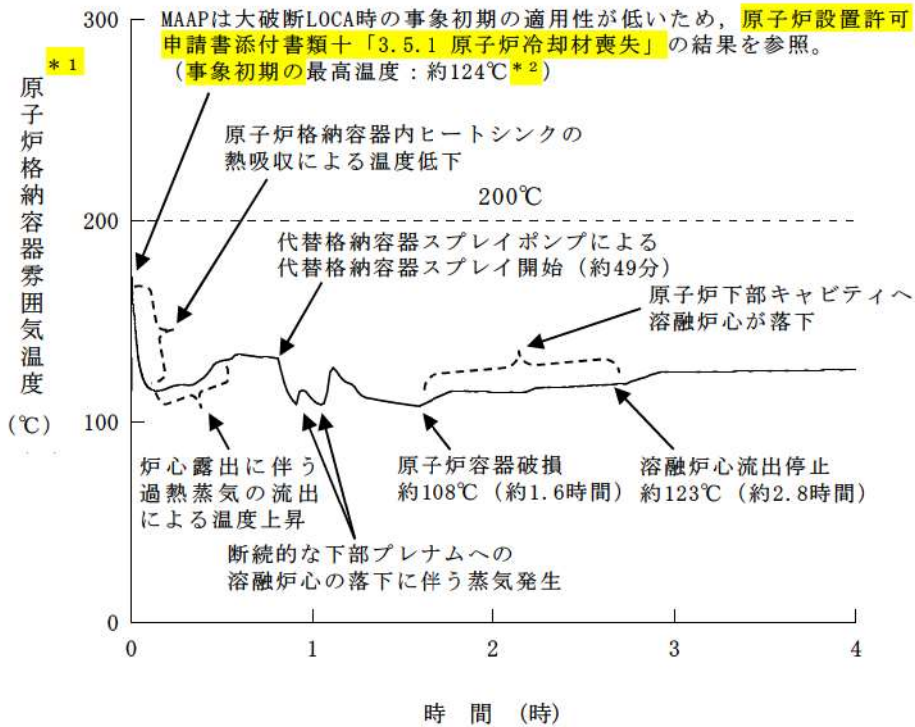 MAAPは大破断LOCA時の事象初期の適用性が低いため，原子炉設置許可
申請書添付書類十「3.5.1 原子炉冷却材喪失」の結果を参照。
（事象初期の最高温度：約124℃＊2）
＊1
原子炉格納容器雰囲気温度
（℃）
300
200
100
0
原子炉格納容器内ヒートシンクの
熱吸収による温度低下
200℃
代替格納容器スプレイポンプによる
代替格納容器スプレイ開始（約49分）
原子炉下部キャビティへ
溶融炉心が落下
炉心露出に伴う
過熱蒸気の流出
による温度上昇
原子炉容器破損
約108℃（約1.6時間）
溶融炉心流出停止
約123℃（約2.8時間）
断続的な下部プレナムへの
溶融炉心の落下に伴う蒸気発生
0 1 2 3 4
時 間 (時)